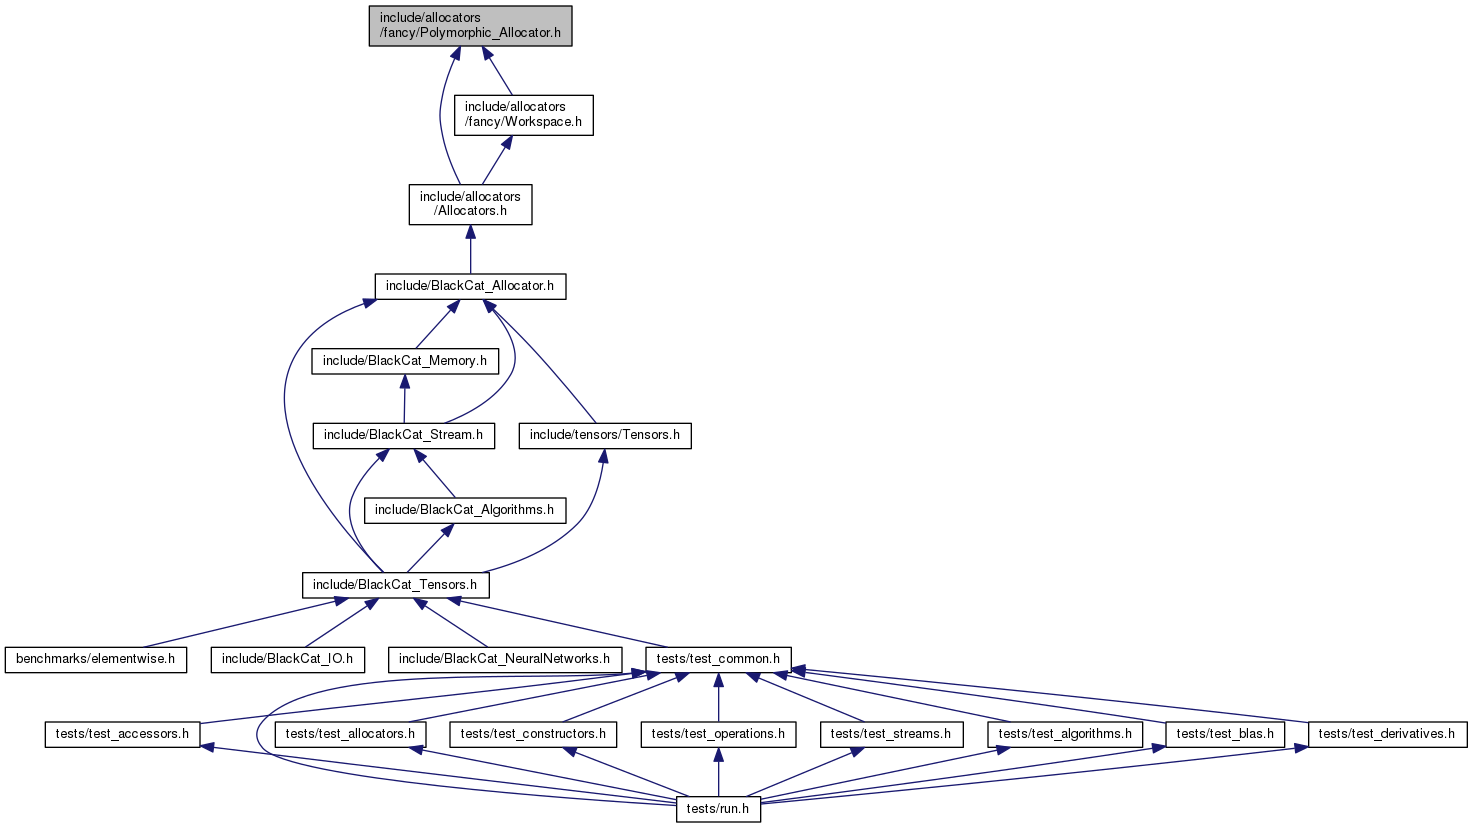 include/allocators
/fancy/Polymorphic_Allocator.h
include/allocators
/fancy/Workspace.h
include/allocators
/Allocators.h
include/BlackCat_Allocator.h
include/BlackCat_Memory.h
include/BlackCat_Stream.h
include/tensors/Tensors.h
include/BlackCat_Algorithms.h
include/BlackCat_Tensors.h
benchmarks/elementwise.h
include/BlackCat_IO.h
include/BlackCat_NeuralNetworks.h
tests/test_common.h
tests/test_accessors.h
tests/test_allocators.h
tests/test_constructors.h
tests/test_operations.h
tests/test_streams.h
tests/test_algorithms.h
tests/test_blas.h
tests/test_derivatives.h
tests/run.h